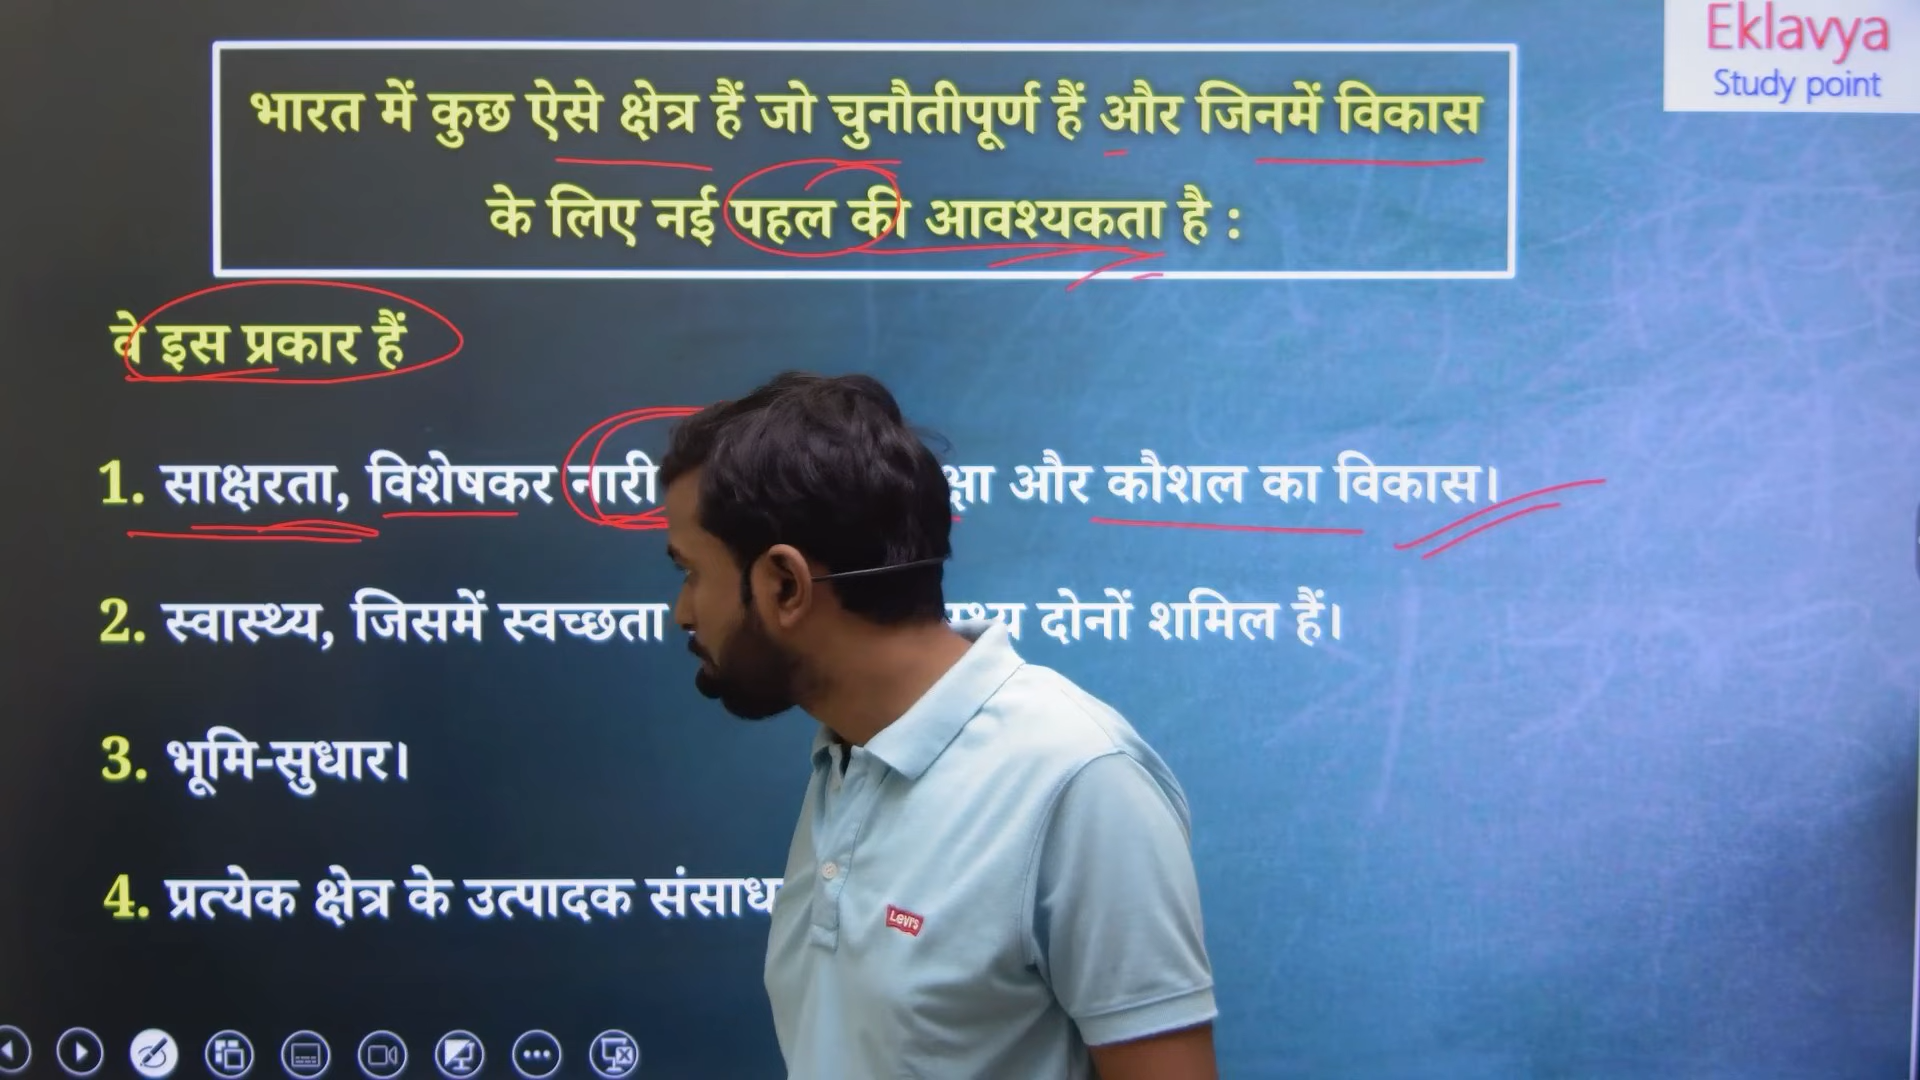 Eklavya
Study point
भारत में कुछ ऐसे क्षेत्र हैं जो चुनौतीपूर्ण हैं और जिनमें विकास
के लिए नई पहल की आवश्यकता है :
वे इस प्रकार हैं
1. साक्षरता, विशेषकर नारी और कौशल का विकास।
2. स्वास्थ्य, जिसमें स्वच्छता दोनों शमिल हैं।
3. भूमि-सुधार।
4. प्रत्येक क्षेत्र के उत्पादक
Levi's